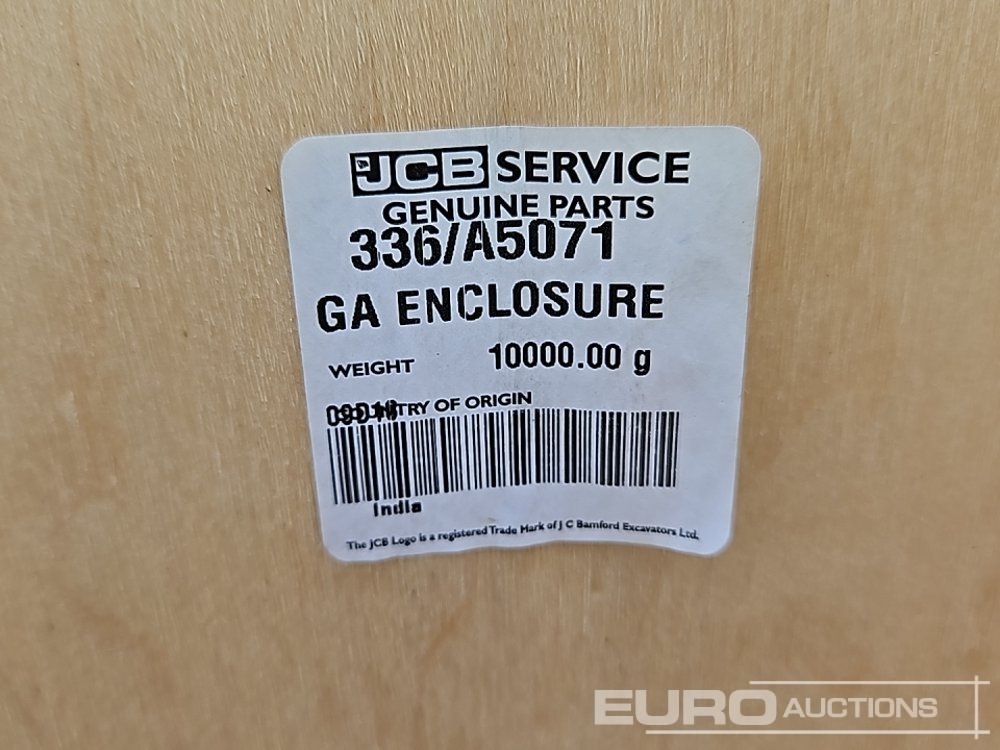 JCB SERVICE
GENUINE PARTS
336/A5071
GA ENCLOSURE
WEIGHT 10000.00 g
COUNTRY OF ORIGIN
India
The JCB Logo is a registered Trade Mark of J C Bamford Excavators Ltd.
EURO AUCTIONS